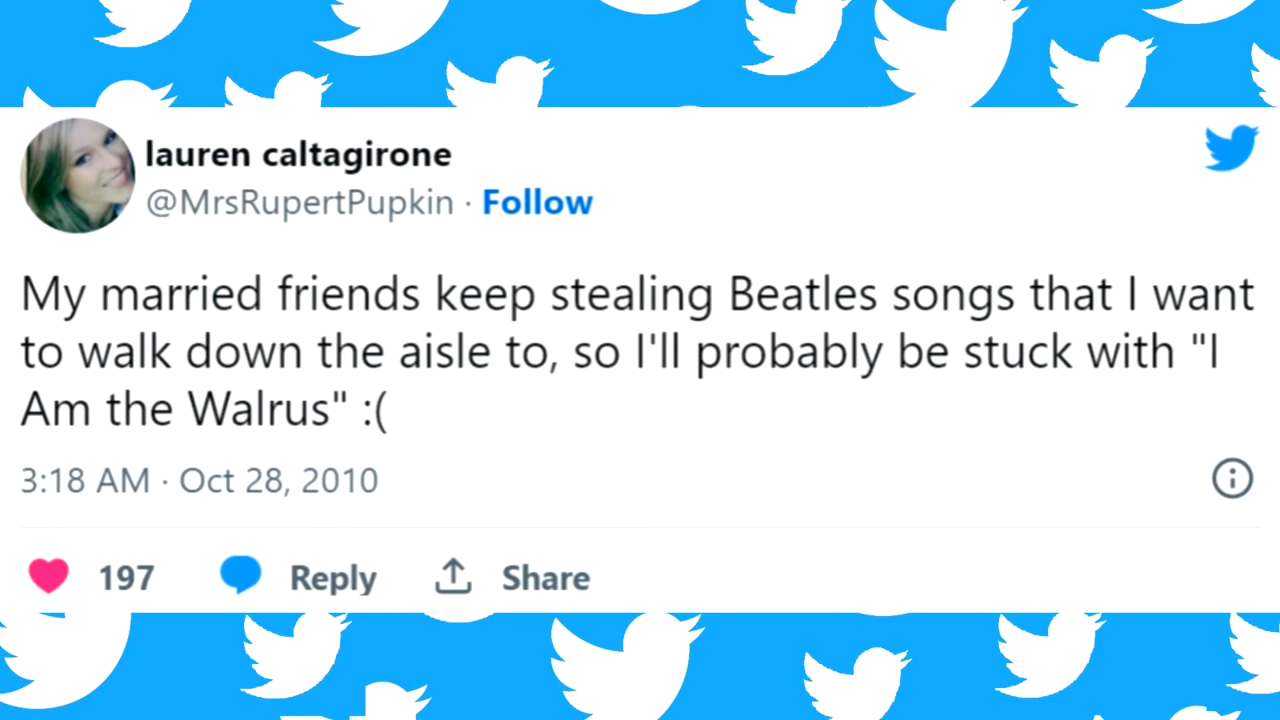 lauren caltagirone
@MrsRupertPupkin · Follow
My married friends keep stealing Beatles songs that I want
to walk down the aisle to, so I'll probably be stuck with "I
Am the Walrus" :(
3:18 AM · Oct 28, 2010
197 Reply Share